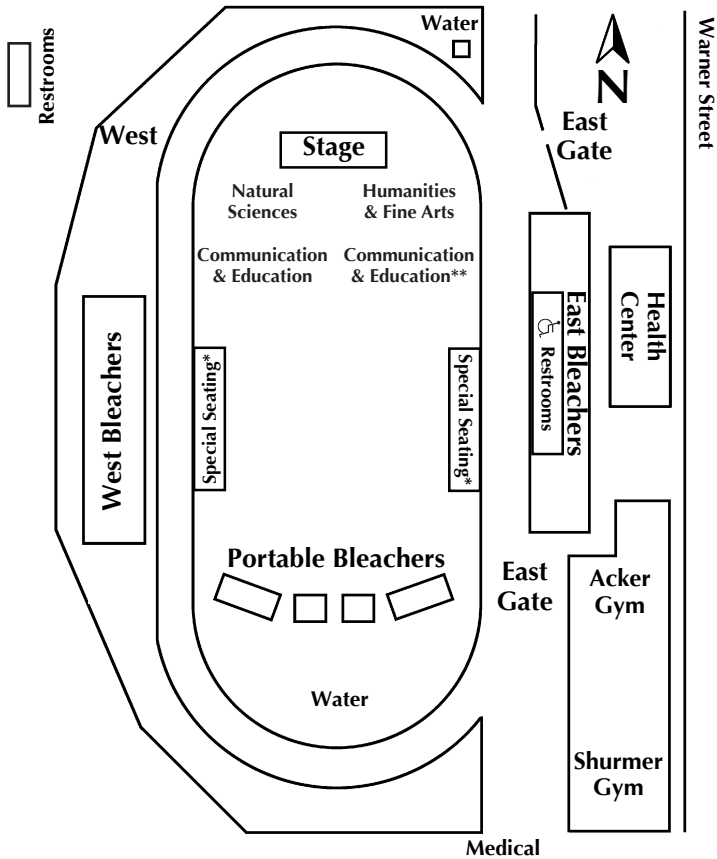 Water
Restrooms
Warner Street
N
West
East
Gate
Stage
Natural
Sciences
Humanities
& Fine Arts
Communication
& Education
Communication
& Education**
West Bleachers
Special Seating*
Special Seating*
Restrooms
East Bleachers
Health
Center
Portable Bleachers
East
Gate
Acker
Gym
Water
Shurmer
Gym
Medical